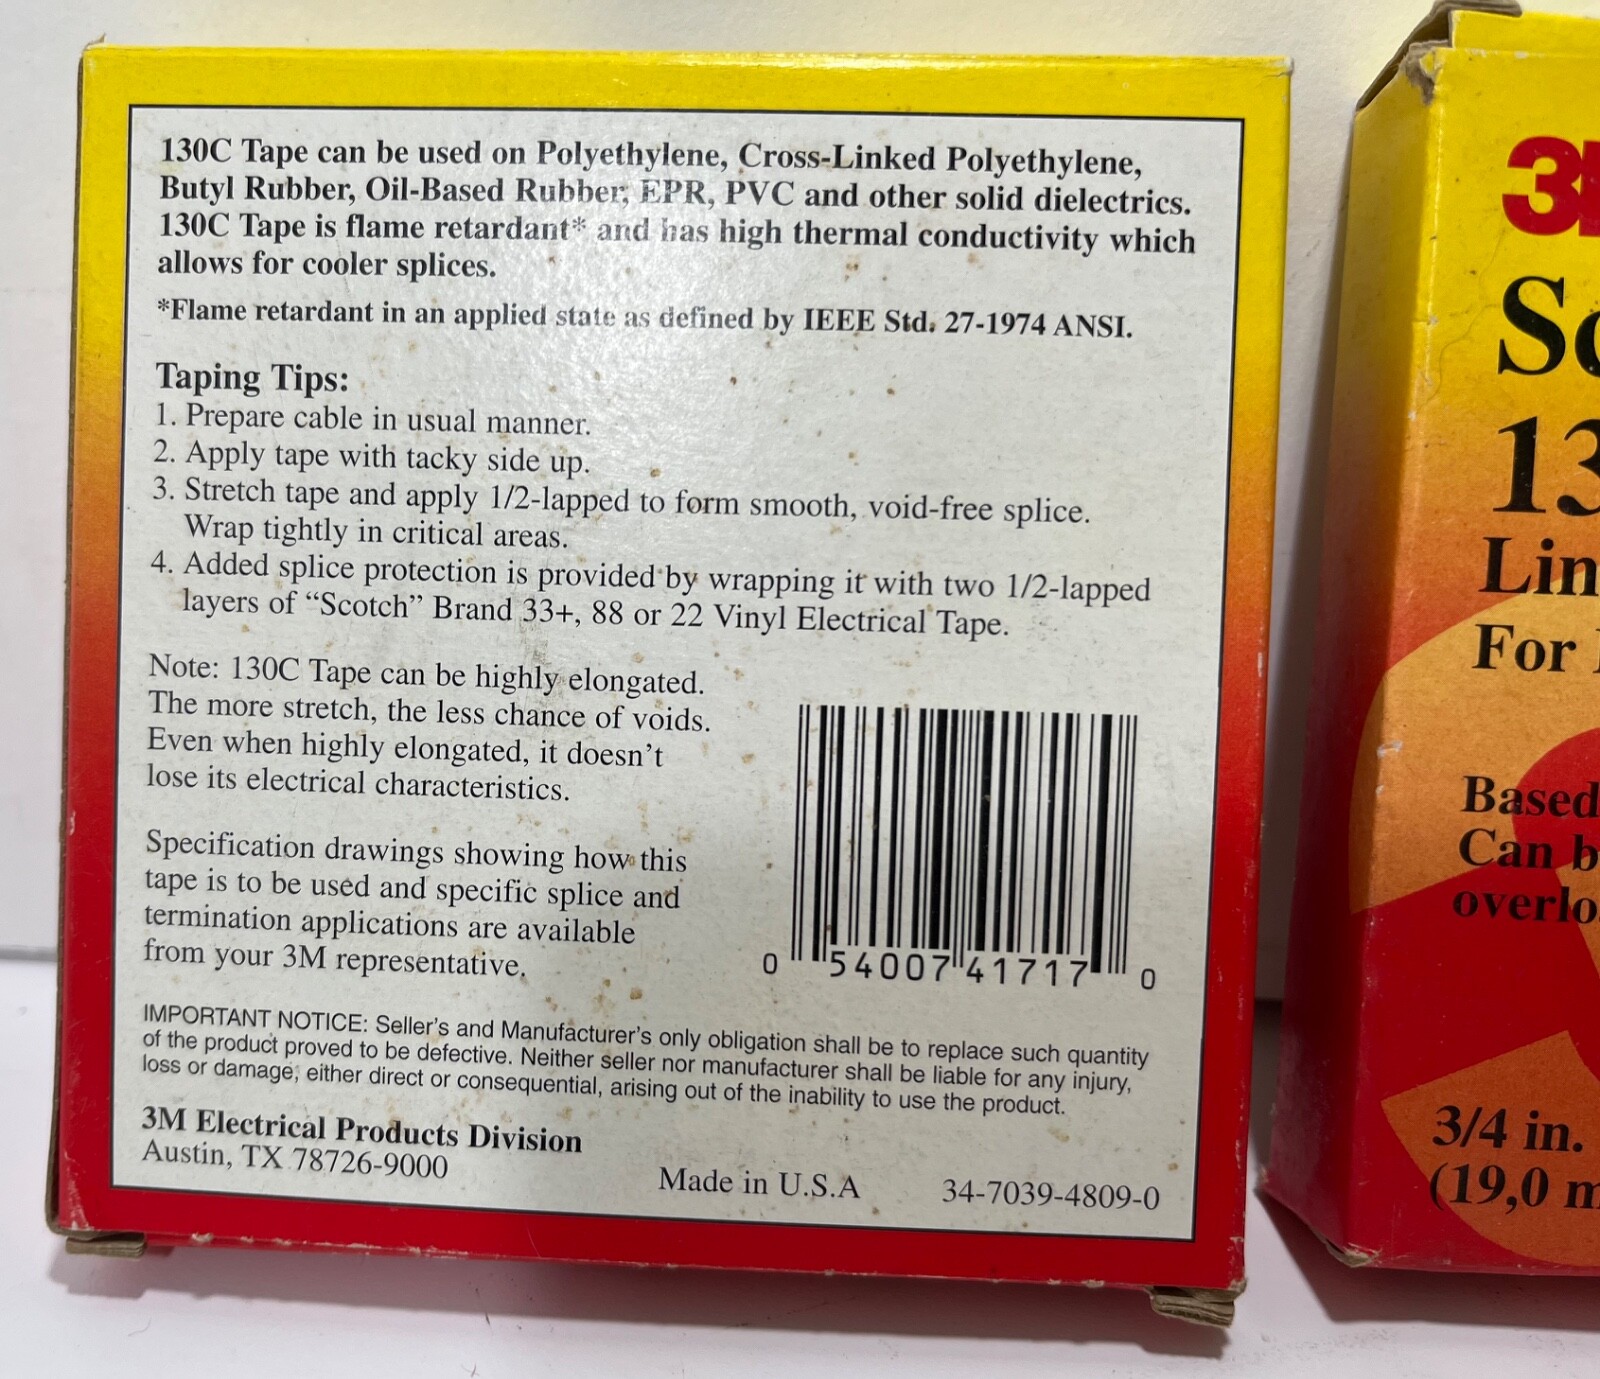 130C Tape can be used on Polyethylene, Cross-Linked Polyethylene,
Butyl Rubber, Oil-Based Rubber, EPR, PVC and other solid dielectrics.
130C Tape is flame retardant* and has high thermal conductivity which
allows for cooler splices.
*Flame retardant in an applied state as defined by IEEE Std. 27-1974 ANSI.
Taping Tips:
1. Prepare cable in usual manner.
2. Apply tape with tacky side up.
3. Stretch tape and apply 1/2-lapped to form smooth, void-free splice.
Wrap tightly in critical areas.
4. Added splice protection is provided by wrapping it with two 1/2-lapped
layers of “Scotch” Brand 33+, 88 or 22 Vinyl Electrical Tape.
Note: 130C Tape can be highly elongated.
The more stretch, the less chance of voids.
Even when highly elongated, it doesn’t
lose its electrical characteristics.
Specification drawings showing how this
tape is to be used and specific splice and
termination applications are available
from your 3M representative.
0 54007 41717 0
IMPORTANT NOTICE: Seller’s and Manufacturer’s only obligation shall be to replace such quantity
of the product proved to be defective. Neither seller nor manufacturer shall be liable for any injury,
loss or damage, either direct or consequential, arising out of the inability to use the product.
3M Electrical Products Division
Austin, TX 78726-9000
Made in U.S.A
34-7039-4809-0
3
13
Lin
For
Based
Can b
overlo
3/4 in.
(19,0 m